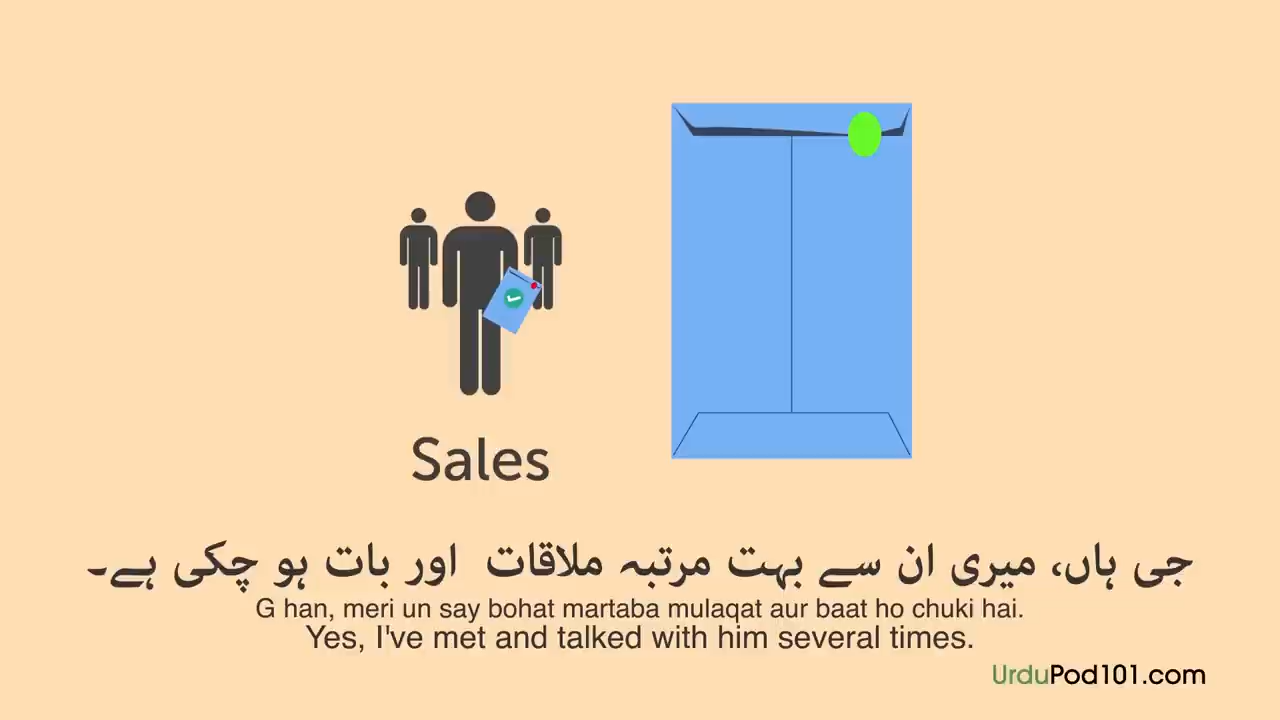 Sales
جی ہاں، میری ان سے بہت مرتبہ ملاقات اور بات ہو چکی ہے۔
G han, meri un say bohat martaba mulaqat aur baat ho chuki hai.
Yes, I've met and talked with him several times.
UrduPod101.com